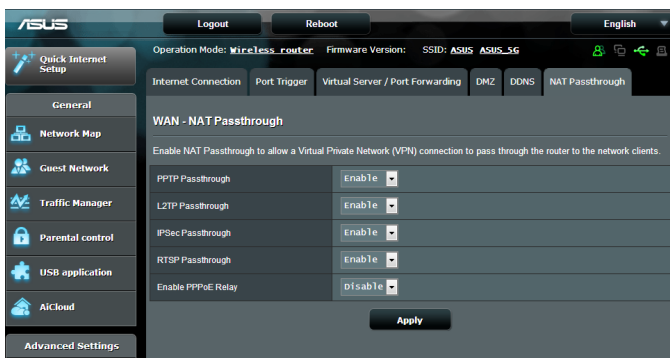 ASUS
Logout
Reboot
English
Quick Internet
Setup
Operation Mode: Wireless router Firmware Version: SSID: ASUS ASUS_5G
Internet Connection
Port Trigger
Virtual Server / Port Forwarding
DMZ
DDNS
NAT Passthrough
General
Network Map
Guest Network
Traffic Manager
Parental control
USB application
AiCloud
Advanced Settings
WAN - NAT Passthrough
Enable NAT Passthrough to allow a Virtual Private Network (VPN) connection to pass through the router to the network clients.
PPTP Passthrough Enable
L2TP Passthrough Enable
IPSec Passthrough Enable
RTSP Passthrough Enable
Enable PPPoE Relay Disable
Apply